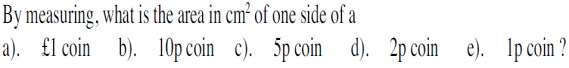 By measuring, what is the area in cm² of one side of a
a). £1 coin b). 10p coin c). 5p coin d). 2p coin e). 1p coin ?